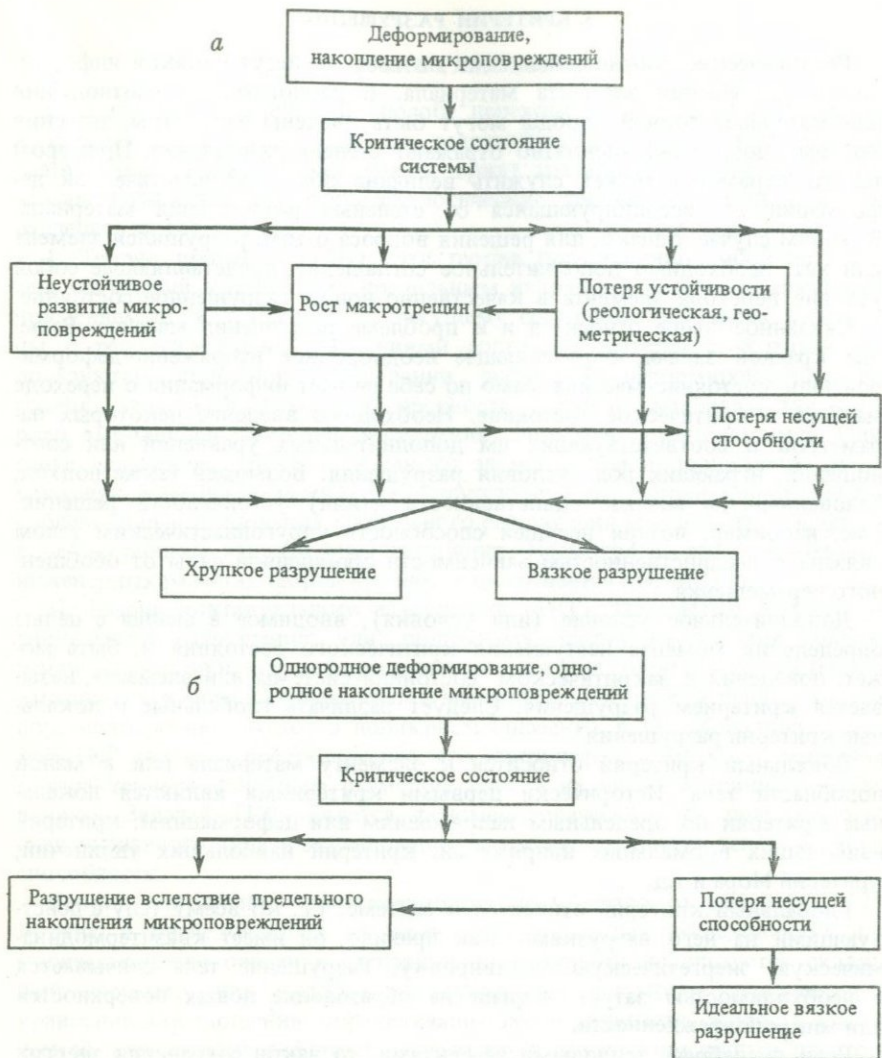 а
Деформирование,
накопление микроповреждений
Критическое состояние
системы
Неустойчивое
развитие микро-
повреждений
Рост макротрещин
Потеря устойчивости
(реологическая, гео-
метрическая)
Потеря несущей
способности
Хрупкое разрушение
Вязкое разрушение
б
Однородное деформирование, одно-
родное накопление микроповреждений
Критическое состояние
Разрушение вследствие предельного
развития микроповреждений
Потеря несущей
способности
Идеальное вязкое
разрушение